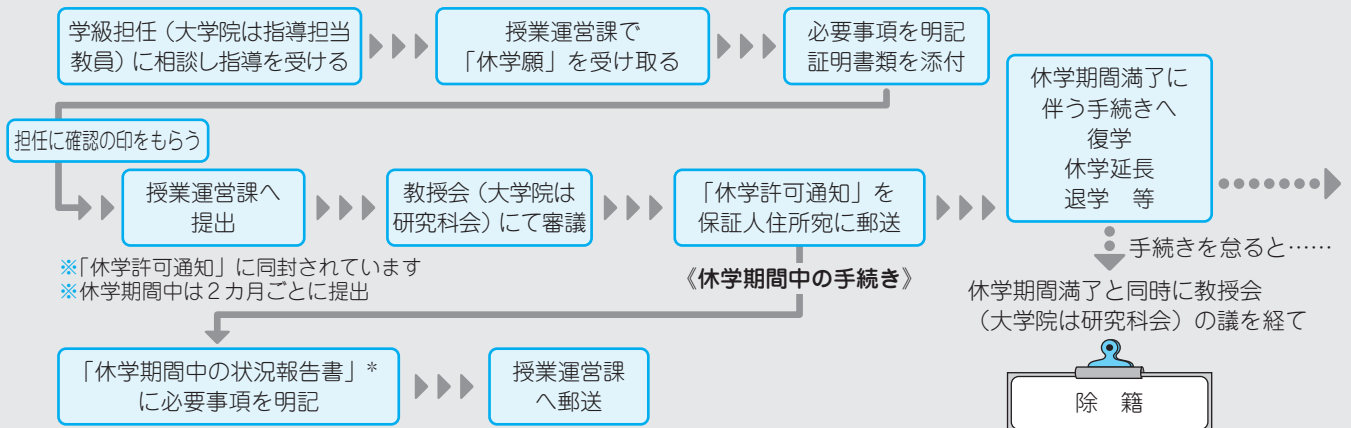 学級担任（大学院は指導担当
教員）に相談し指導を受ける
授業運営課で
「休学願」を受け取る
必要事項を明記
証明書類を添付
担任に確認の印をもらう
授業運営課へ
提出
教授会（大学院は
研究科会）にて審議
「休学許可通知」を
保証人住所宛に郵送
休学期間満了に
伴う手続きへ
復学
休学延長
退学　等
手続きを怠ると……
休学期間満了と同時に教授会
（大学院は研究科会）の議を経て
除　籍
《休学期間中の手続き》
※「休学許可通知」に同封されています
※休学期間中は２カ月ごとに提出
「休学期間中の状況報告書」*
に必要事項を明記
授業運営課
へ郵送